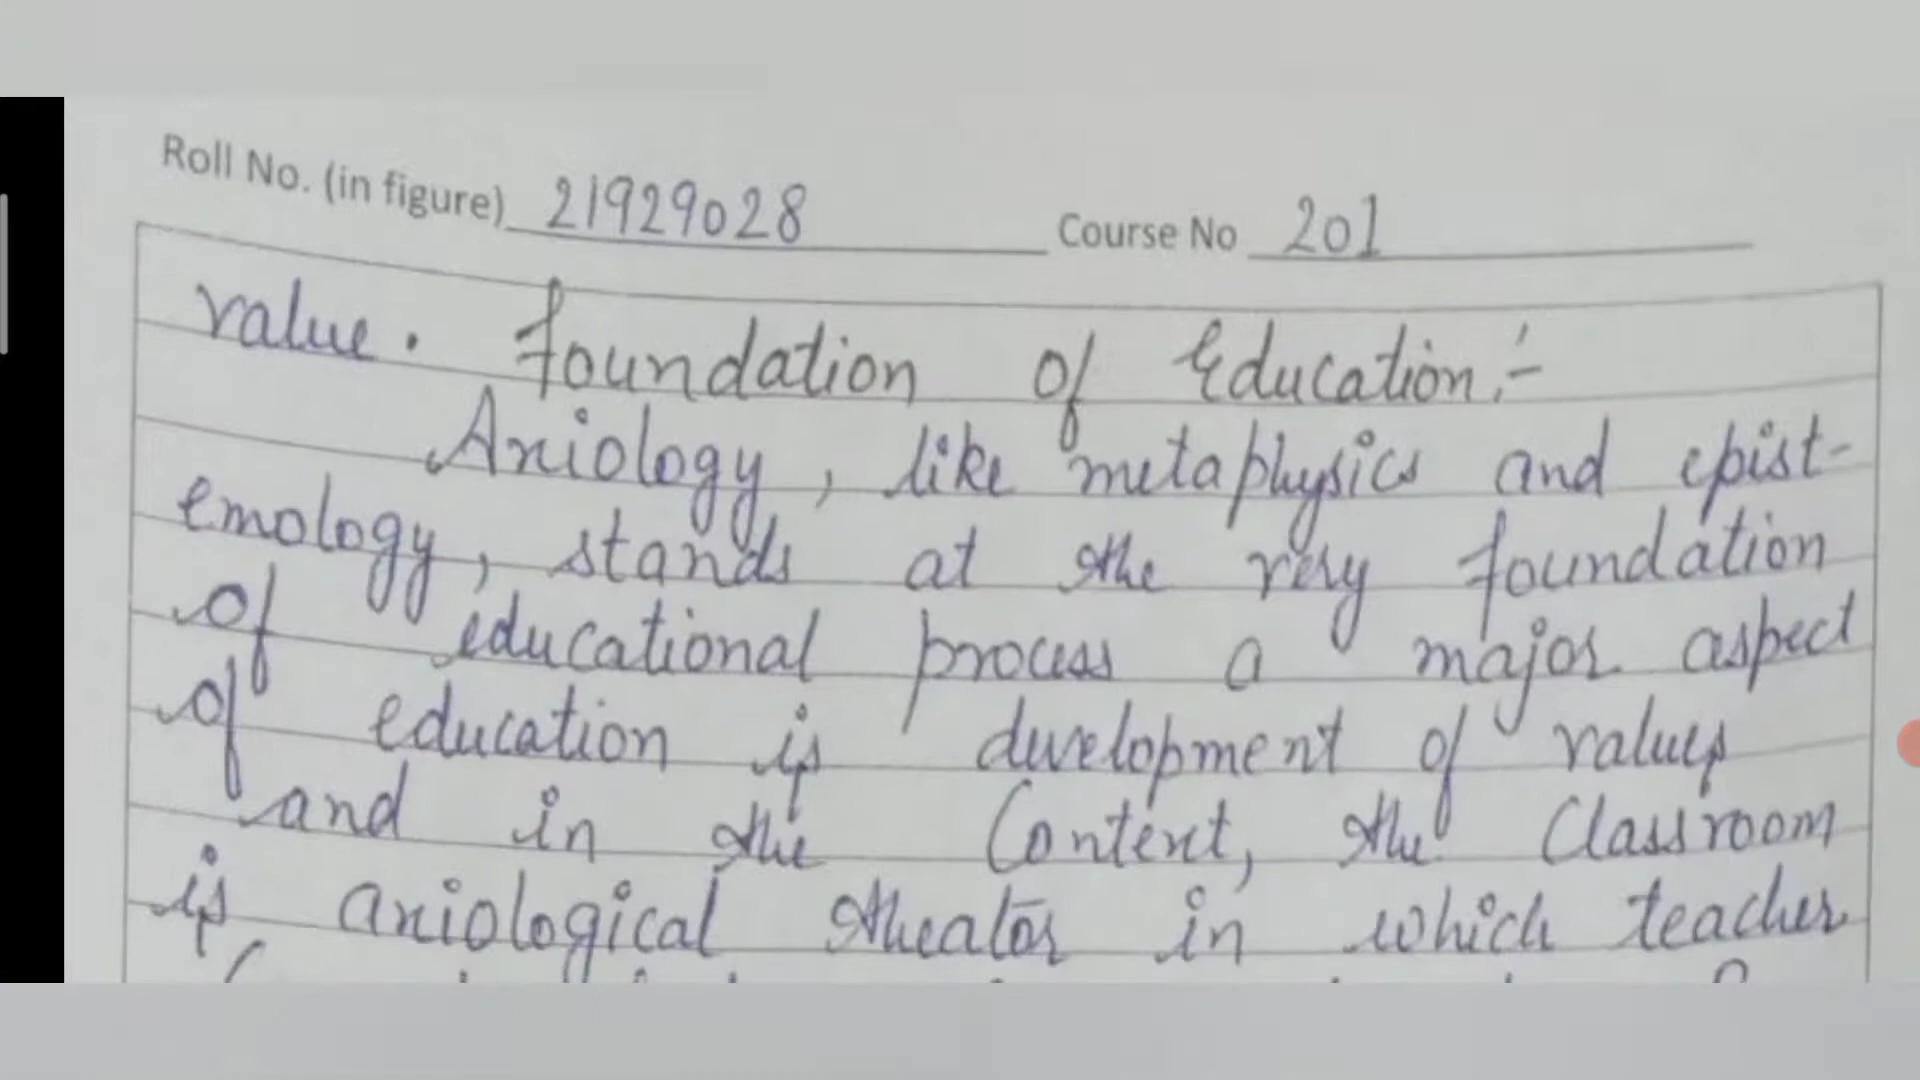 Roll No. (in figure) 21929028 Course No 201
value. foundation of Education :-
Axiology, like metaphysics and epist-
emology, stands at the very foundation
of educational process a major aspect
of education is development of values
and in the Context, the Classroom
is axiological theator in which teacher